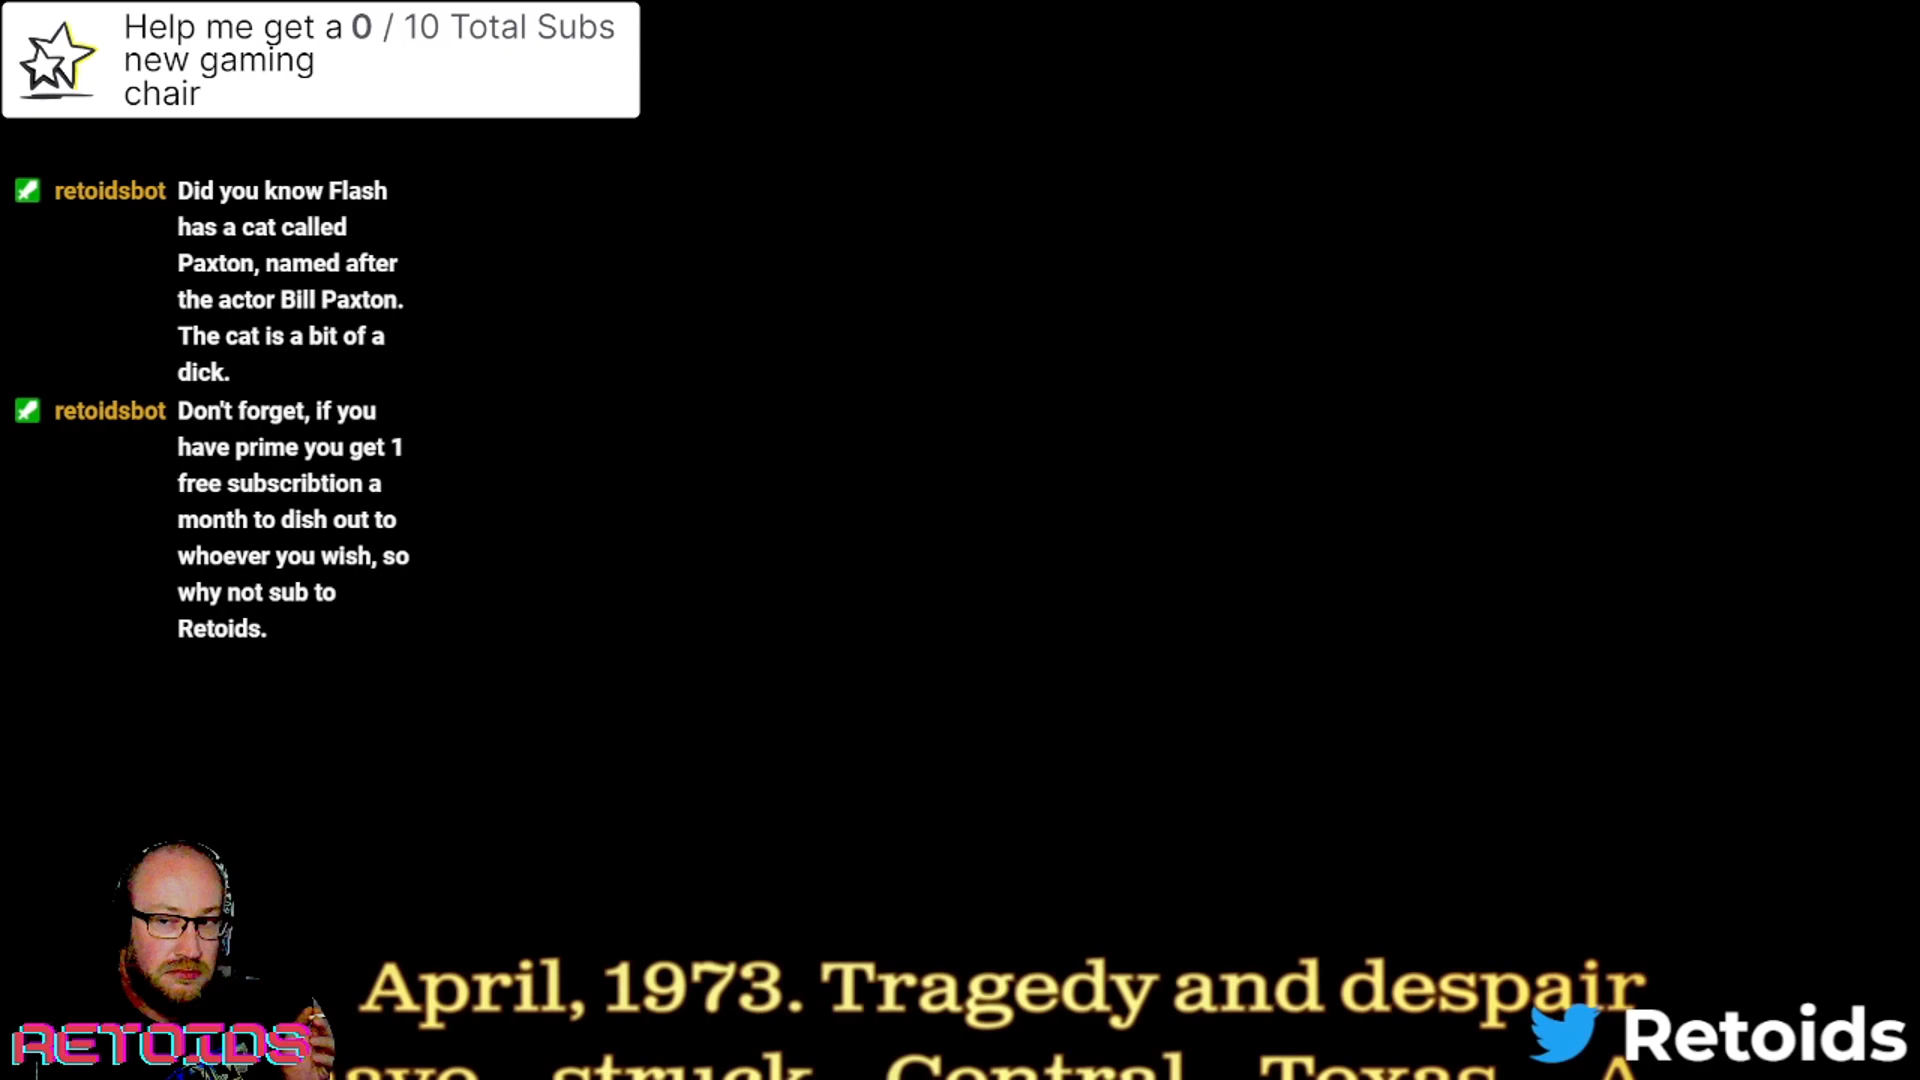 Help me get a 0 / 10 Total Subs
new gaming
chair
retoidsbot Did you know Flash
has a cat called
Paxton, named after
the actor Bill Paxton.
The cat is a bit of a
dick.
retoidsbot Don't forget, if you
have prime you get 1
free subscribtion a
month to dish out to
whoever you wish, so
why not sub to
Retoids.
April, 1973. Tragedy and despair
struck Central Texas. A
RETOIDS
Retoids